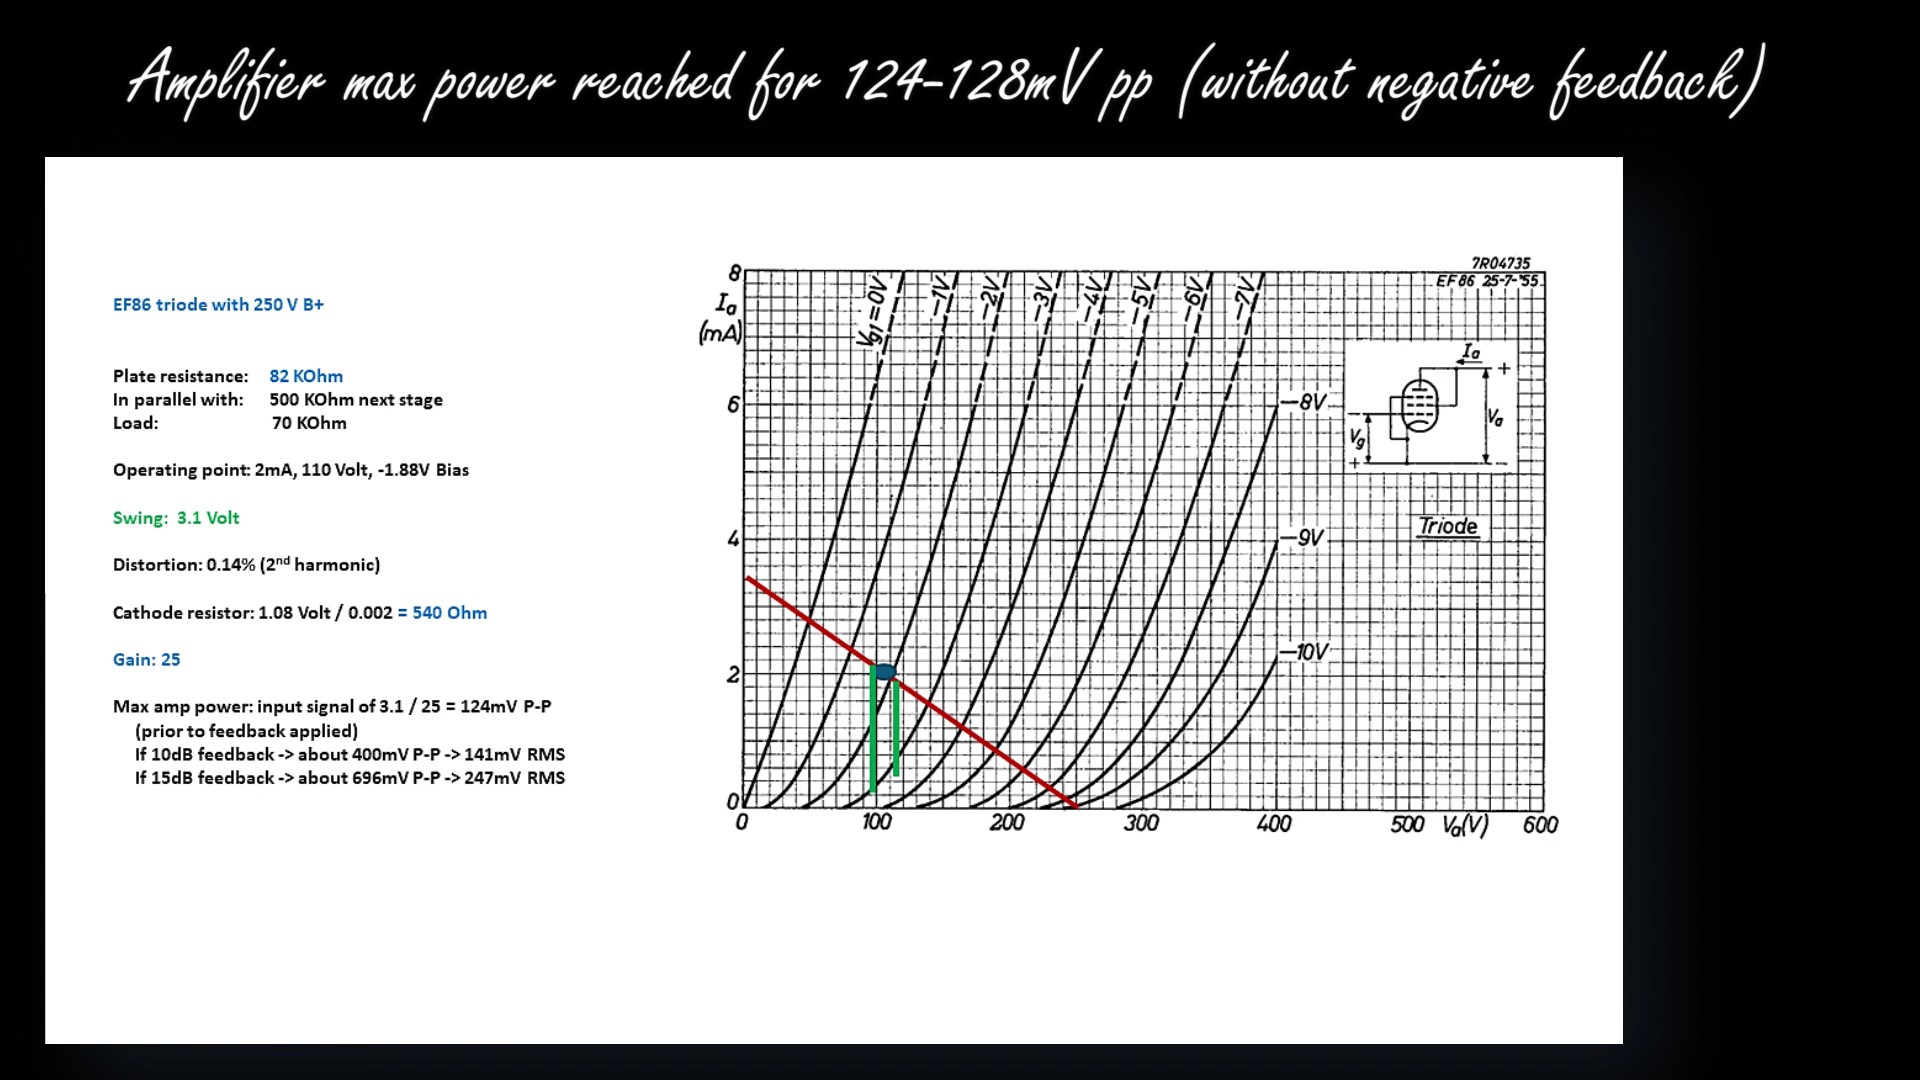 Amplifier max power reached for 124-128mV pp (without negative feedback)
EF86 triode with 250 V B+
Plate resistance: 82 KOhm
In parallel with: 500 KOhm next stage
Load: 70 KOhm
Operating point: 2mA, 110 Volt, -1.88V Bias
Swing: 3.1 Volt
Distortion: 0.14% (2nd harmonic)
Cathode resistor: 1.08 Volt / 0.002 = 540 Ohm
Gain: 25
Max amp power: input signal of 3.1 / 25 = 124mV P-P
(prior to feedback applied)
If 10dB feedback -> about 400mV P-P -> 141mV RMS
If 15dB feedback -> about 696mV P-P -> 247mV RMS
7R04735
EF86 25-7-'55
8
Ia
(mA)
6
4
2
0
Vg1=0V
-1V
-2V
-3V
-4V
-5V
-6V
-7V
-8V
-9V
-10V
Ia
+
Va
Vg
+
-
Triode
0
100
200
300
400
500
Va(V)
600